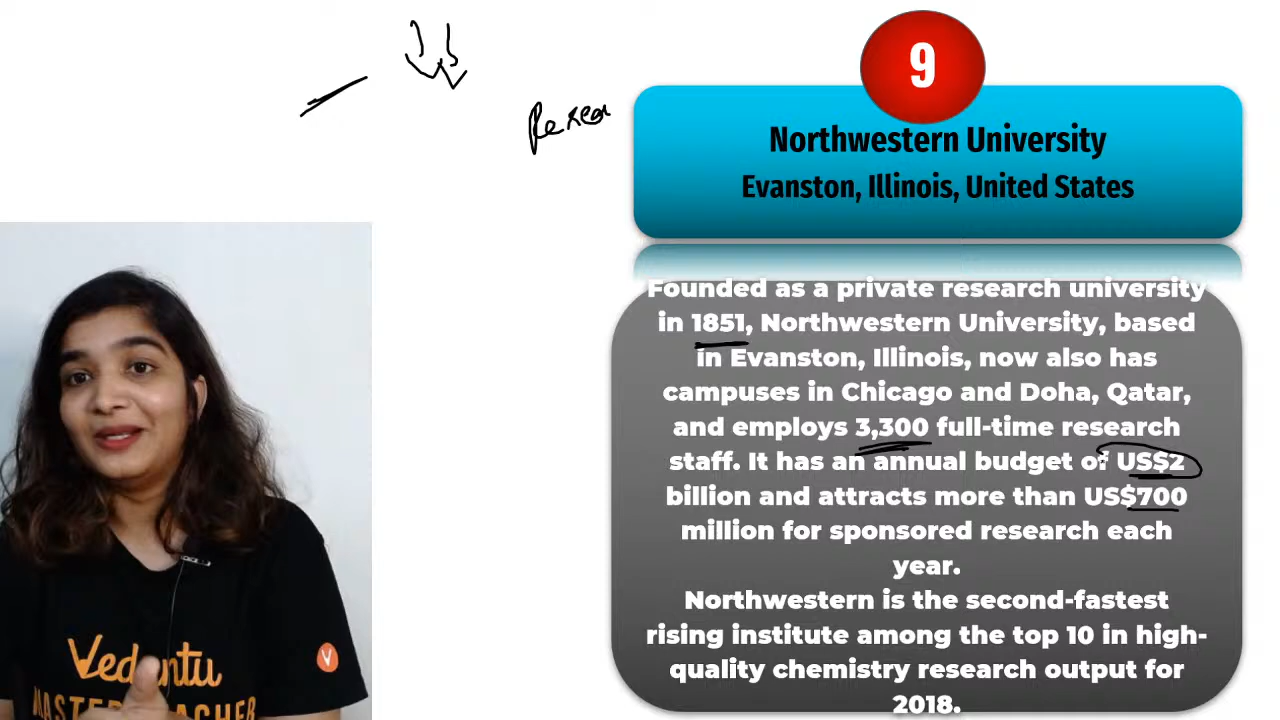 9
Northwestern University
Evanston, Illinois, United States
Founded as a private research university
in 1851, Northwestern University, based
in Evanston, Illinois, now also has
campuses in Chicago and Doha, Qatar,
and employs 3,300 full-time research
staff. It has an annual budget of US$2
billion and attracts more than US$700
million for sponsored research each
year.
Northwestern is the second-fastest
rising institute among the top 10 in high-
quality chemistry research output for
2018.
Vedantu